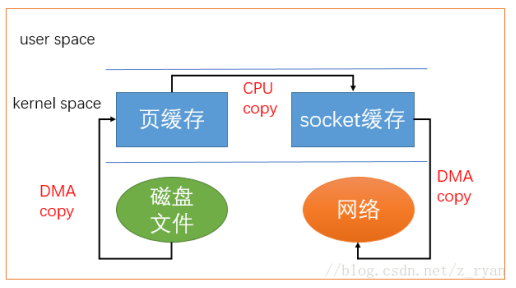 user space
CPU
copy
kernel space
页缓存
socket缓存
DMA
copy
磁盘
文件
网络
DMA
copy
//blog.csdn.net/z_ryan